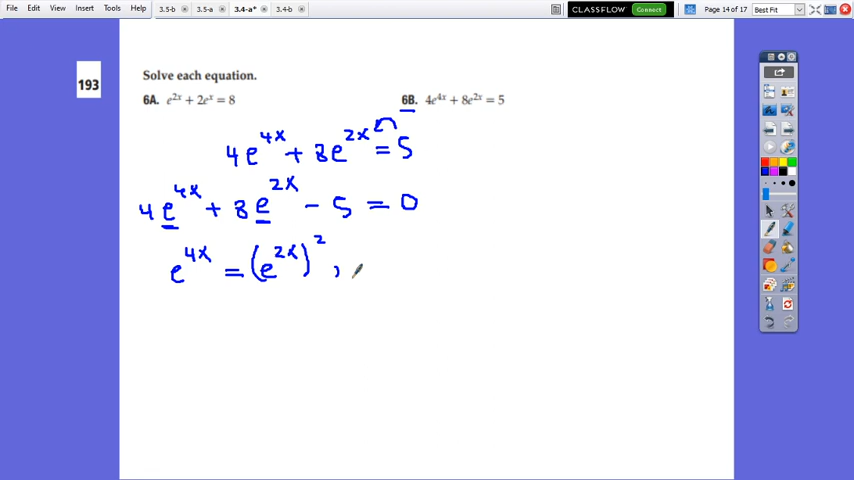 File Edit View Insert Tools Help 3.5-b 3.5-a 3.4-a* 3.4-b CLASSFLOW Connect Page 14 of 17 Best Fit
193
Solve each equation.
6A. e^{2x} + 2e^{x} = 8 6B. 4e^{4x} + 8e^{2x} = 5
4e^{4x} + 8e^{2x} = 5
4e^{4x} + 8e^{2x} - 5 = 0
e^{4x} = (e^{2x})^{2} ,